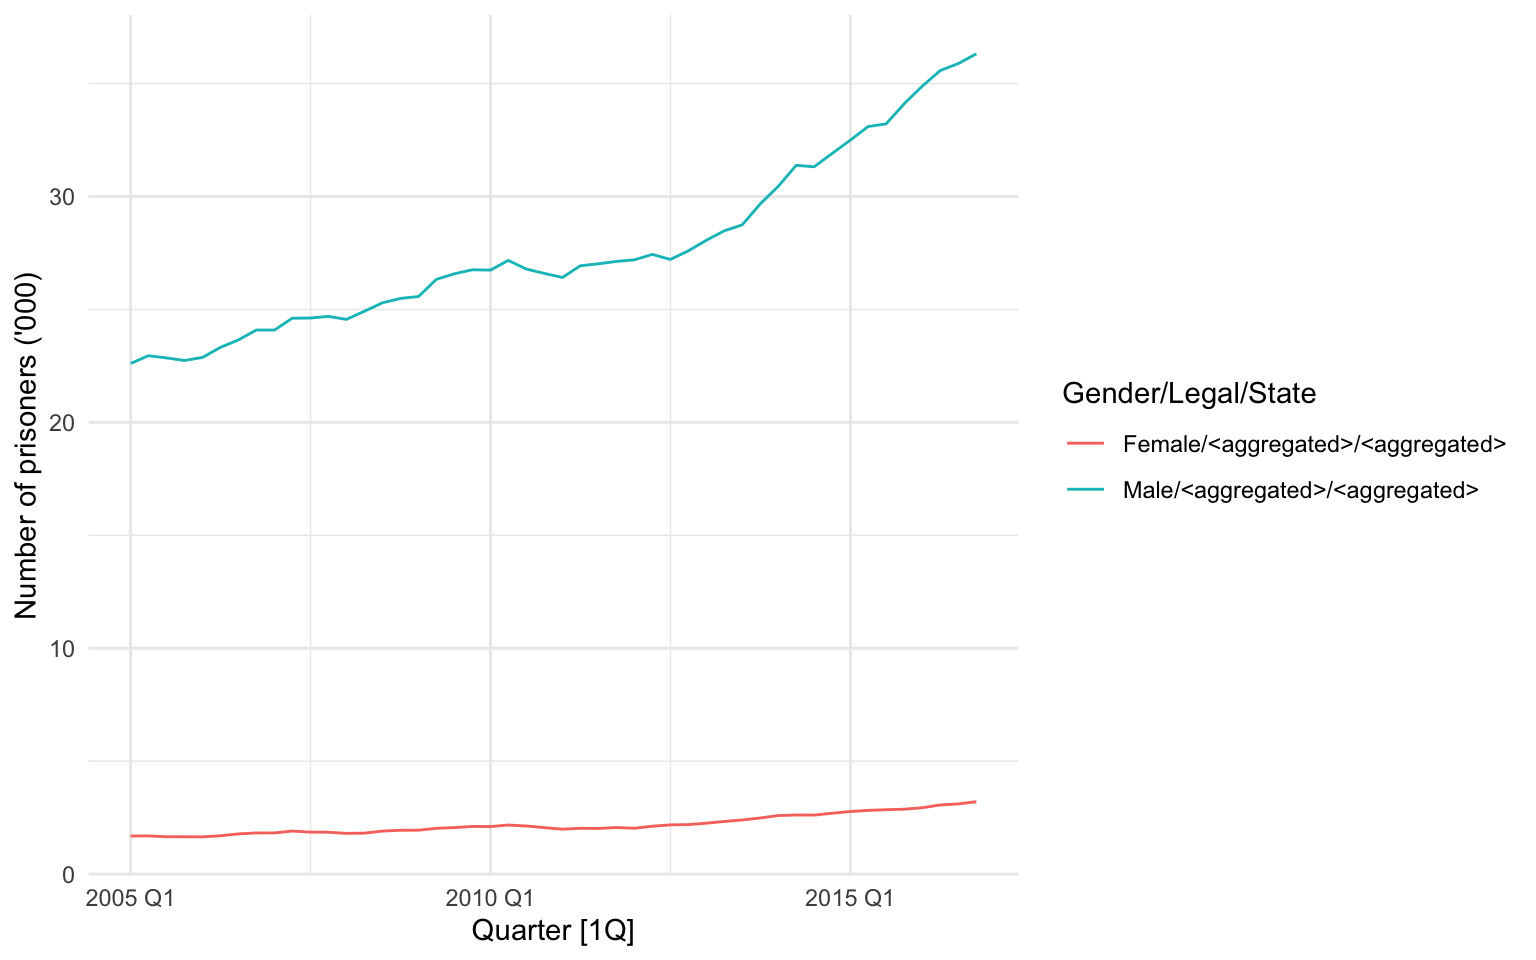 Number of prisoners ('000)
30
20
10
0
2005 Q1
2010 Q1
2015 Q1
Quarter [1Q]
Gender/Legal/State
Female/<aggregated>/<aggregated>
Male/<aggregated>/<aggregated>